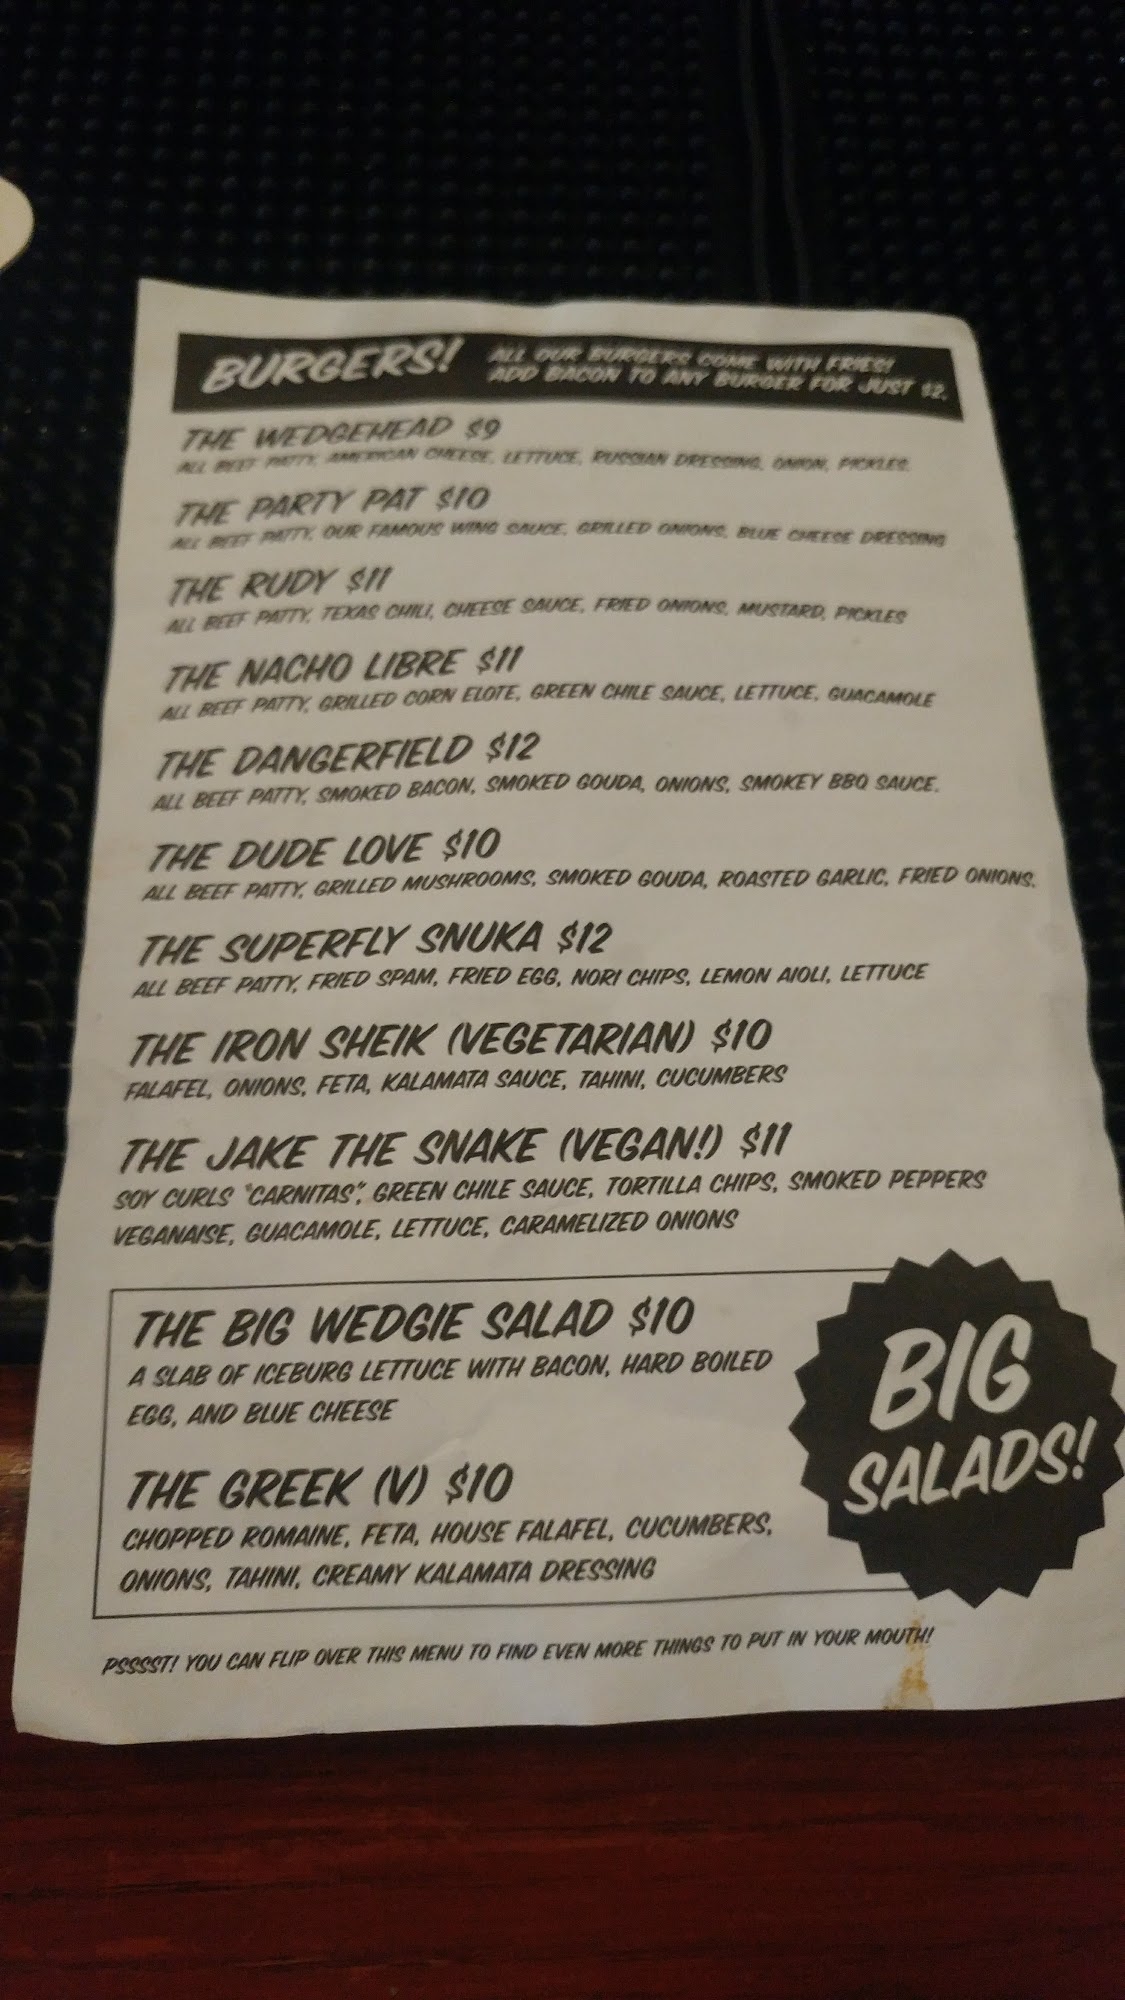 BURGERS!
ALL OUR BURGERS COME WITH FRIES!
ADD BACON TO ANY BURGER FOR JUST $2.
THE WEDGEHEAD $9
ALL BEEF PATTY, AMERICAN CHEESE, LETTUCE, RUSSIAN DRESSING, ONION, PICKLES
THE PARTY PAT $10
ALL BEEF PATTY, OUR FAMOUS WING SAUCE, GRILLED ONIONS, BLUE CHEESE DRESSING
THE RUDY $11
ALL BEEF PATTY, TEXAS CHILI, CHEESE SAUCE, FRIED ONIONS, MUSTARD, PICKLES
THE NACHO LIBRE $11
ALL BEEF PATTY, GRILLED CORN ELOTE, GREEN CHILE SAUCE, LETTUCE, GUACAMOLE
THE DANGERFIELD $12
ALL BEEF PATTY, SMOKED BACON, SMOKED GOUDA, ONIONS, SMOKEY BBQ SAUCE.
THE DUDE LOVE $10
ALL BEEF PATTY, GRILLED MUSHROOMS, SMOKED GOUDA, ROASTED GARLIC, FRIED ONIONS.
THE SUPERFLY SNUKA $12
ALL BEEF PATTY, FRIED SPAM, FRIED EGG, NORI CHIPS, LEMON AIOLI, LETTUCE
THE IRON SHEIK (VEGETARIAN) $10
FALAFEL, ONIONS, FETA, KALAMATA SAUCE, TAHINI, CUCUMBERS
THE JAKE THE SNAKE (VEGAN!) $11
SOY CURLS "CARNITAS", GREEN CHILE SAUCE, TORTILLA CHIPS, SMOKED PEPPERS
VEGANAISE, GUACAMOLE, LETTUCE, CARAMELIZED ONIONS
THE BIG WEDGIE SALAD $10
A SLAB OF ICEBURG LETTUCE WITH BACON, HARD BOILED
EGG, AND BLUE CHEESE
THE GREEK (V) $10
CHOPPED ROMAINE, FETA, HOUSE FALAFEL, CUCUMBERS,
ONIONS, TAHINI, CREAMY KALAMATA DRESSING
BIG
SALADS!
PSSSST! YOU CAN FLIP OVER THIS MENU TO FIND EVEN MORE THINGS TO PUT IN YOUR MOUTH!